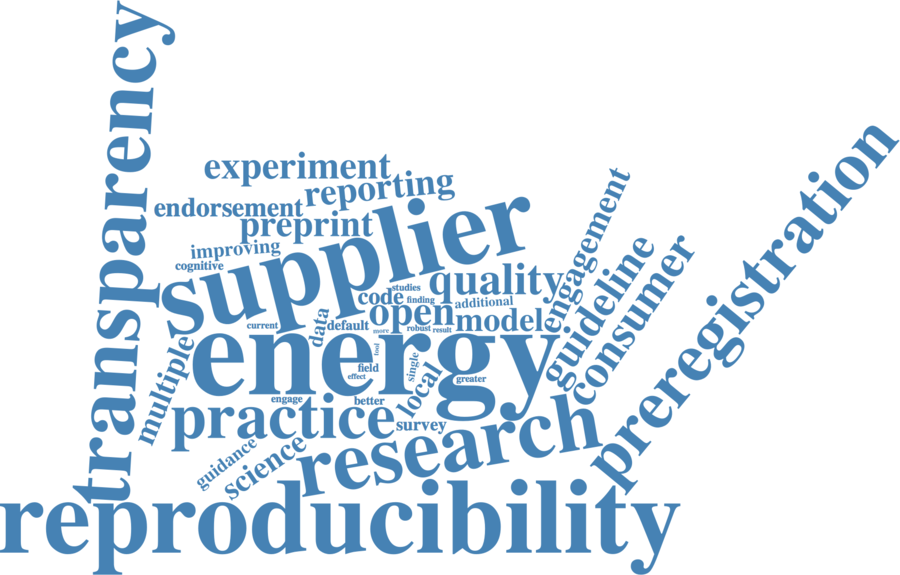 transparency
experiment
reporting
endorsement
preprint
improving
cognitive
supplier
quality
engagement
guideline
consumer
preregistration
studies
code
finding
additional
open
model
current
data
default
more
robust
result
energy
multiple
food
field
effect
single
greater
local
engage
better
practice
survey
research
guidance
science
reproducibility